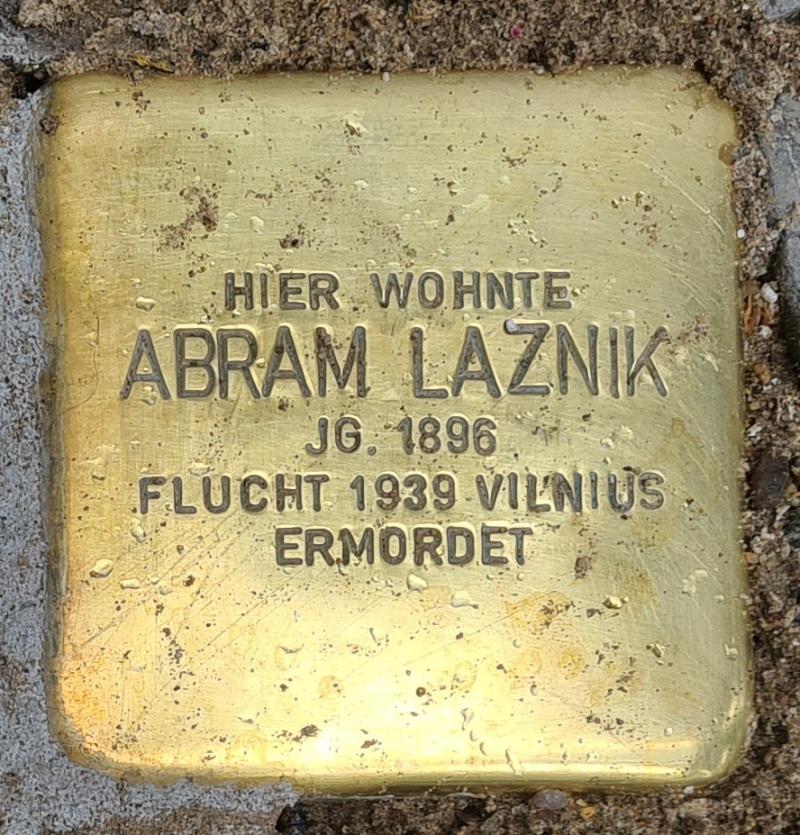 HIER WOHNTE
ABRAM LAZNIK
JG. 1896
FLUCHT 1939 VILNIUS
ERMORDET